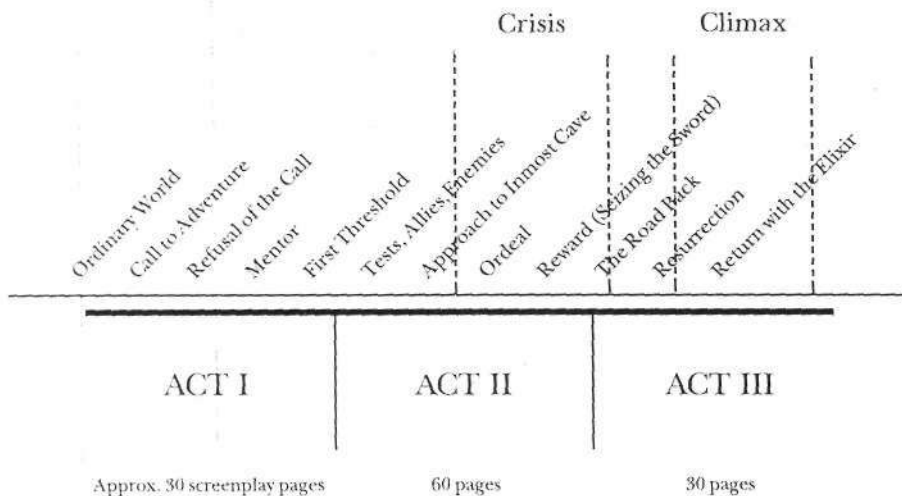 Crisis
Climax
Ordinary World
Call to Adventure
Refusal of the Call
Mentor
First Threshold
Tests, Allies, Enemies
Approach to Inmost Cave
Ordeal
Reward (Seizing the Sword)
The Road Back
Resurrection
Return with the Elixir
ACT I
ACT II
ACT III
Approx. 30 screenplay pages
60 pages
30 pages